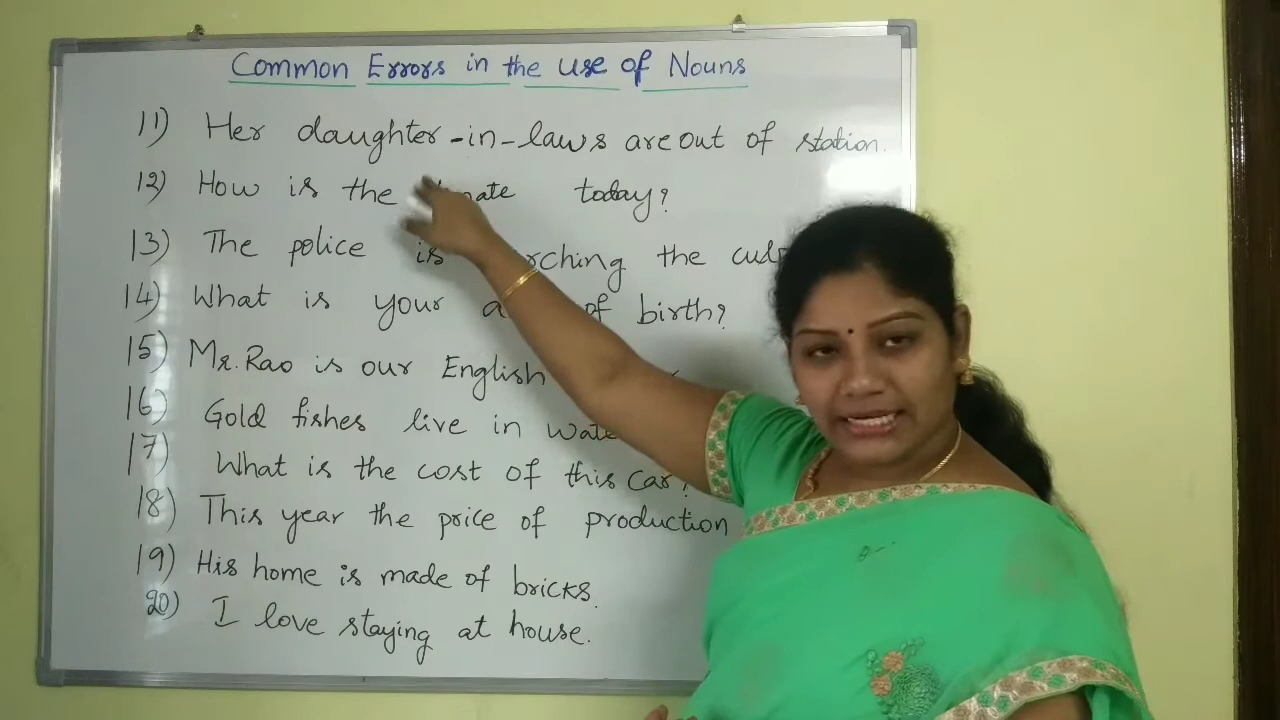 Common Errors in the use of Nouns
11) Her daughter-in-laws are out of station.
12) How is the today?
13) The police is the
14) What is your of birth?
15) Mr. Rao is our English
16) Gold fishes live in
17) What is the cost of this car?
18) This year the price of production
19) His home is made of bricks.
20) I love staying at house.